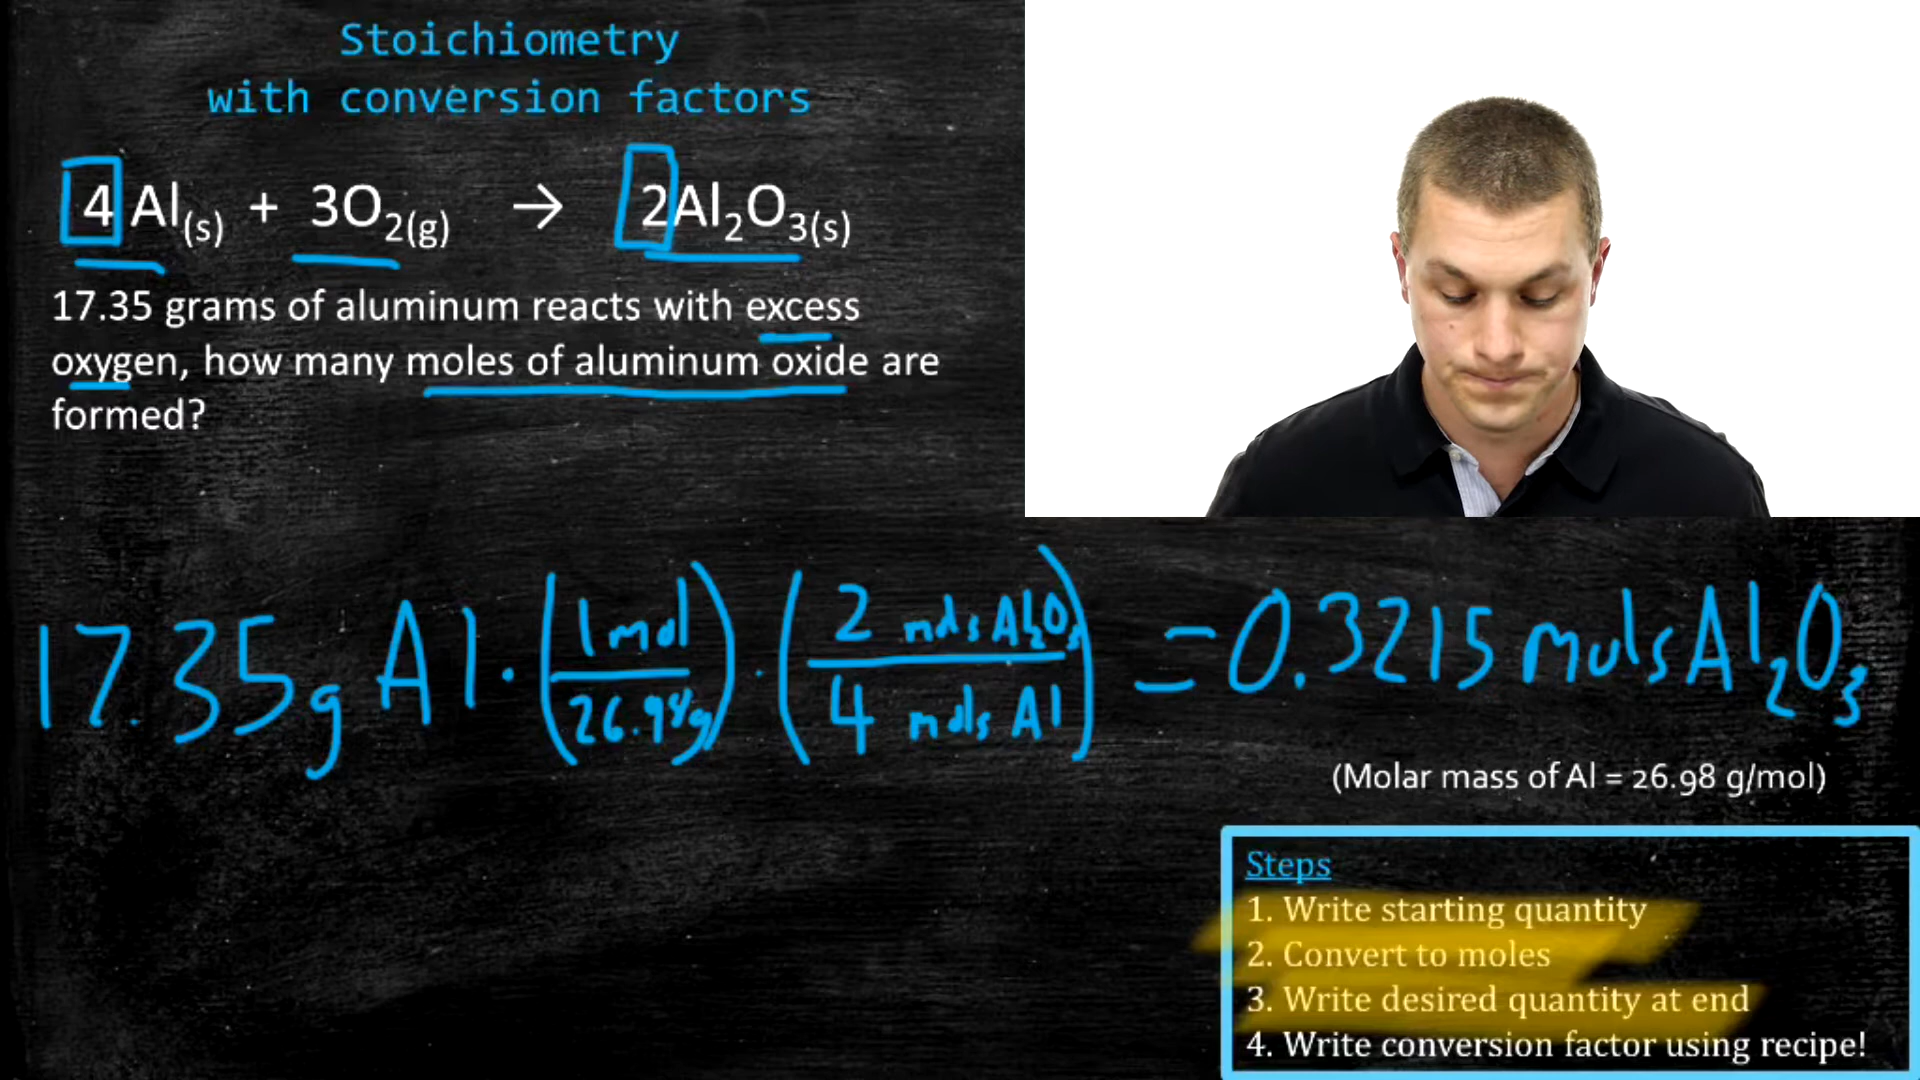 Stoichiometry
with conversion factors
4 Al(s) + 3O2(g) → 2Al2O3(s)
17.35 grams of aluminum reacts with excess
oxygen, how many moles of aluminum oxide are
formed?
17.35g Al · (1mol / 26.98g) · (2 mols Al2O3 / 4 mols Al) = 0.3215 mols Al2O3
(Molar mass of Al = 26.98 g/mol)
Steps
1. Write starting quantity
2. Convert to moles
3. Write desired quantity at end
4. Write conversion factor using recipe!